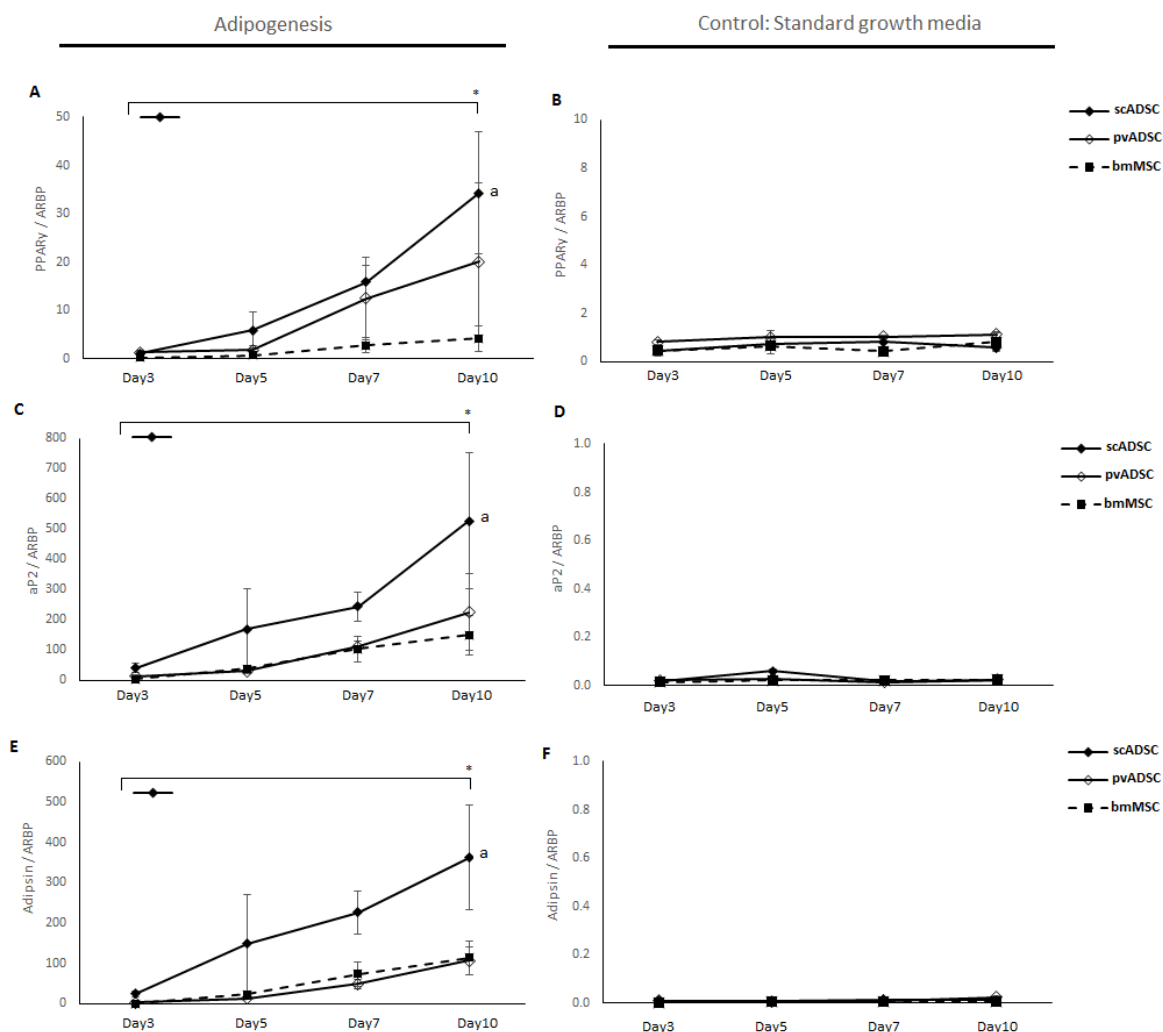 Adipogenesis
Control: Standard growth media
A
*
50
40
30
20
10
0
PPARγ / ARBP
a
Day3 Day5 Day7 Day10
B
10
8
6
4
2
0
PPARγ / ARBP
Day3 Day5 Day7 Day10
scADSC
pvADSC
bmMSC
C
*
800
700
600
500
400
300
200
100
0
aP2 / ARBP
a
Day3 Day5 Day7 Day10
D
1.0
0.8
0.6
0.4
0.2
0.0
aP2 / ARBP
Day3 Day5 Day7 Day10
scADSC
pvADSC
bmMSC
E
*
600
500
400
300
200
100
0
Adipsin / ARBP
a
Day3 Day5 Day7 Day10
F
1.0
0.8
0.6
0.4
0.2
0.0
Adipsin / ARBP
Day3 Day5 Day7 Day10
scADSC
pvADSC
bmMSC